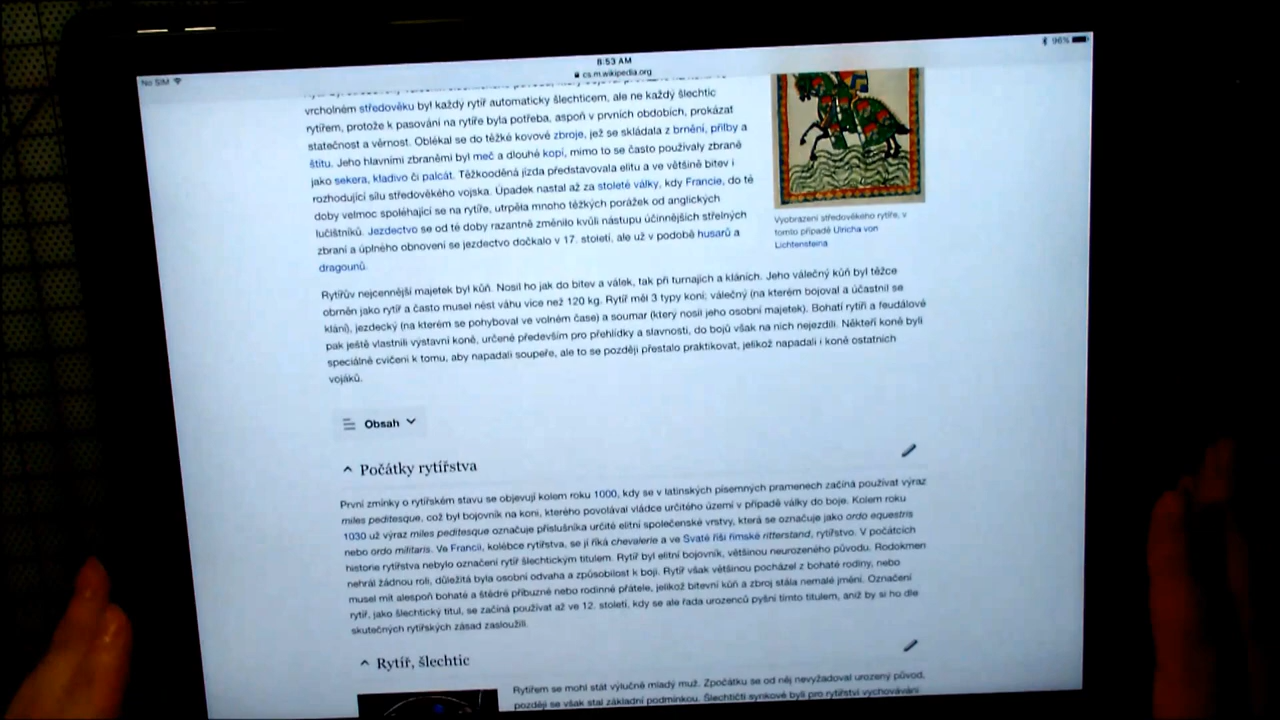 No SIM
8:53 AM
96%
cs.m.wikipedia.org
vrcholném středověku byl každý rytíř automaticky šlechticem, ale ne každý šlechtic
rytířem, protože k pasování na rytíře byla potřeba, aspoň v prvních obdobích, prokázat
statečnost a věrnost. Oblékal se do těžké kovové zbroje, jež se skládala z brnění, přilby a
štítu. Jeho hlavními zbraněmi byl meč a dlouhé kopí, mimo to se často používaly zbraně
jako sekera, kladivo či palcát. Těžkooděná jízda představovala elitu a ve většině bitev i
rozhodující sílu středověkého vojska. Úpadek nastal až za stoleté války, kdy Francie, do té
doby velmoc spoléhající se na rytíře, utrpěla mnoho těžkých porážek od anglických
lučištníků. Jezdectvo se od té doby razantně změnilo kvůli nástupu účinnějších střelných
zbraní a úplného obnovení se jezdectvo dočkalo v 17. století, ale už v podobě husarů a
dragounů.
Vyobrazení středověkého rytíře, v
tomto případě Ulricha von
Lichtensteina
Rytířův nejcennější majetek byl kůň. Nosil ho jak do bitev a válek, tak při turnajích a kláních. Jeho válečný kůň byl těžce
obrněn jako rytíř a často musel nést váhu více než 120 kg. Rytíř měl 3 typy koní; válečný (na kterém bojoval a účastnil se
klání), jezdecký (na kterém se pohyboval ve volném čase) a soumar (který nosil jeho osobní majetek). Bohatí rytíři a feudálové
pak ještě vlastnili výstavní koně, určené především pro přehlídky a slavnosti, do bojů však na nich nejezdili. Někteří koně byli
speciálně cvičeni k tomu, aby napadali soupeře, ale to se později přestalo praktikovat, jelikož napadali i koně ostatních
vojáků.
Obsah
Počátky rytířstva
První zmínky o rytířském stavu se objevují kolem roku 1000, kdy se v latinských písemných pramenech začíná používat výraz
miles peditesque, což byl bojovník na koni, kterého povolával vládce určitého území v případě války do boje. Kolem roku
1030 už výraz miles peditesque označuje příslušníka určité elitní společenské vrstvy, která se označuje jako ordo equestris
nebo ordo militaris. Ve Francii, kolébce rytířstva, se jí říká chevalerie a ve Svaté říši římské ritterstand, rytířstvo. V počátcích
historie rytířstva nebylo označení rytíř šlechtickým titulem. Rytíř byl elitní bojovník, většinou neurozeného původu. Rodokmen
nehrál žádnou roli, důležitá byla osobní odvaha a způsobilost k boji. Rytíř však většinou pocházel z bohaté rodiny, nebo
musel mít alespoň bohaté a štědré příbuzné nebo rodinné přátele, jelikož bitevní kůň a zbroj stála nemalé jmění. Označení
rytíř, jako šlechtický titul, se začíná používat až ve 12. století, kdy se ale řada urozenců pyšní tímto titulem, aniž by si ho dle
skutečných rytířských zásad zasloužili.
Rytíř, šlechtic
Rytířem se mohl stát výlučně mladý muž. Zpočátku se od něj nevyžadoval urozený původ,
později se však stal základní podmínkou. Šlechtičtí synkové byli pro rytířství vychováváni